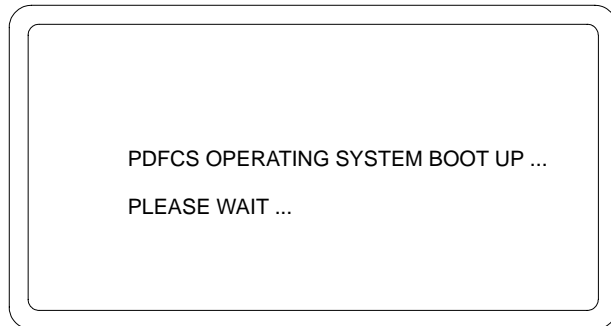 PDFCS OPERATING SYSTEM BOOT UP ...
PLEASE WAIT ...